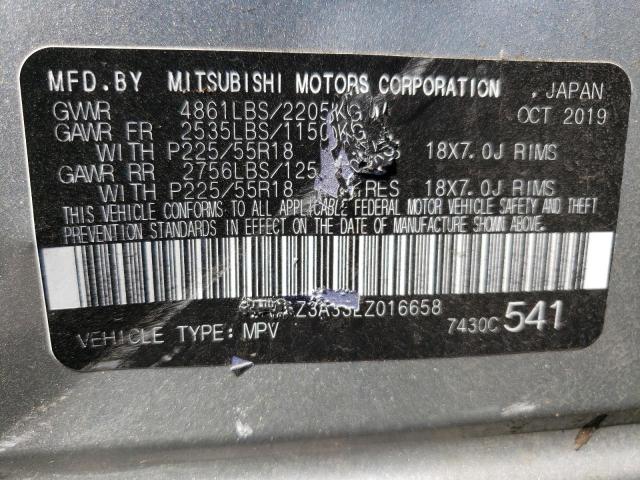 MFD.BY MITSUBISHI MOTORS CORPORATION , JAPAN
GVWR 4861LBS/2205KG OCT 2019
GAWR FR 2535LBS/1150KG
WITH P225/55R18 18X7.0J RIMS
GAWR RR 2756LBS/125
WITH P225/55R18 TIRES 18X7.0J RIMS
THIS VEHICLE CONFORMS TO ALL APPLICABLE FEDERAL MOTOR VEHICLE SAFETY AND THEFT
PREVENTION STANDARDS IN EFFECT ON THE DATE OF MANUFACTURE SHOWN ABOVE.
Z016658
VEHICLE TYPE: MPV 7430C 541